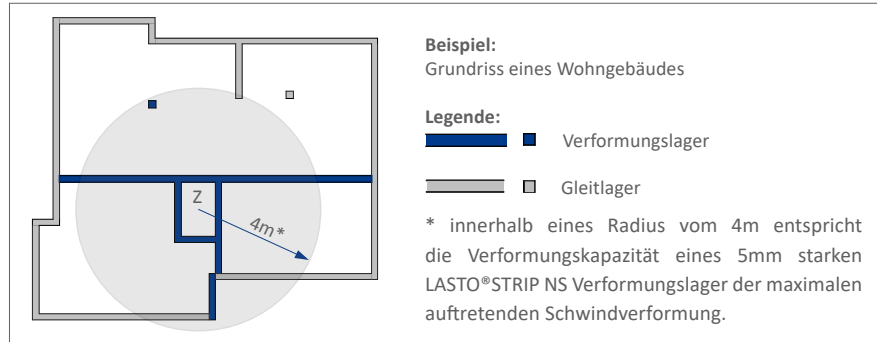 Beispiel:
Grundriss eines Wohngebäudes
Legende:
Verformungslager
Gleitlager
* innerhalb eines Radius vom 4m entspricht
die Verformungskapazität eines 5mm starken
LASTO®STRIP NS Verformungslager der maximalen
auftretenden Schwindverformung.
Z
4m*